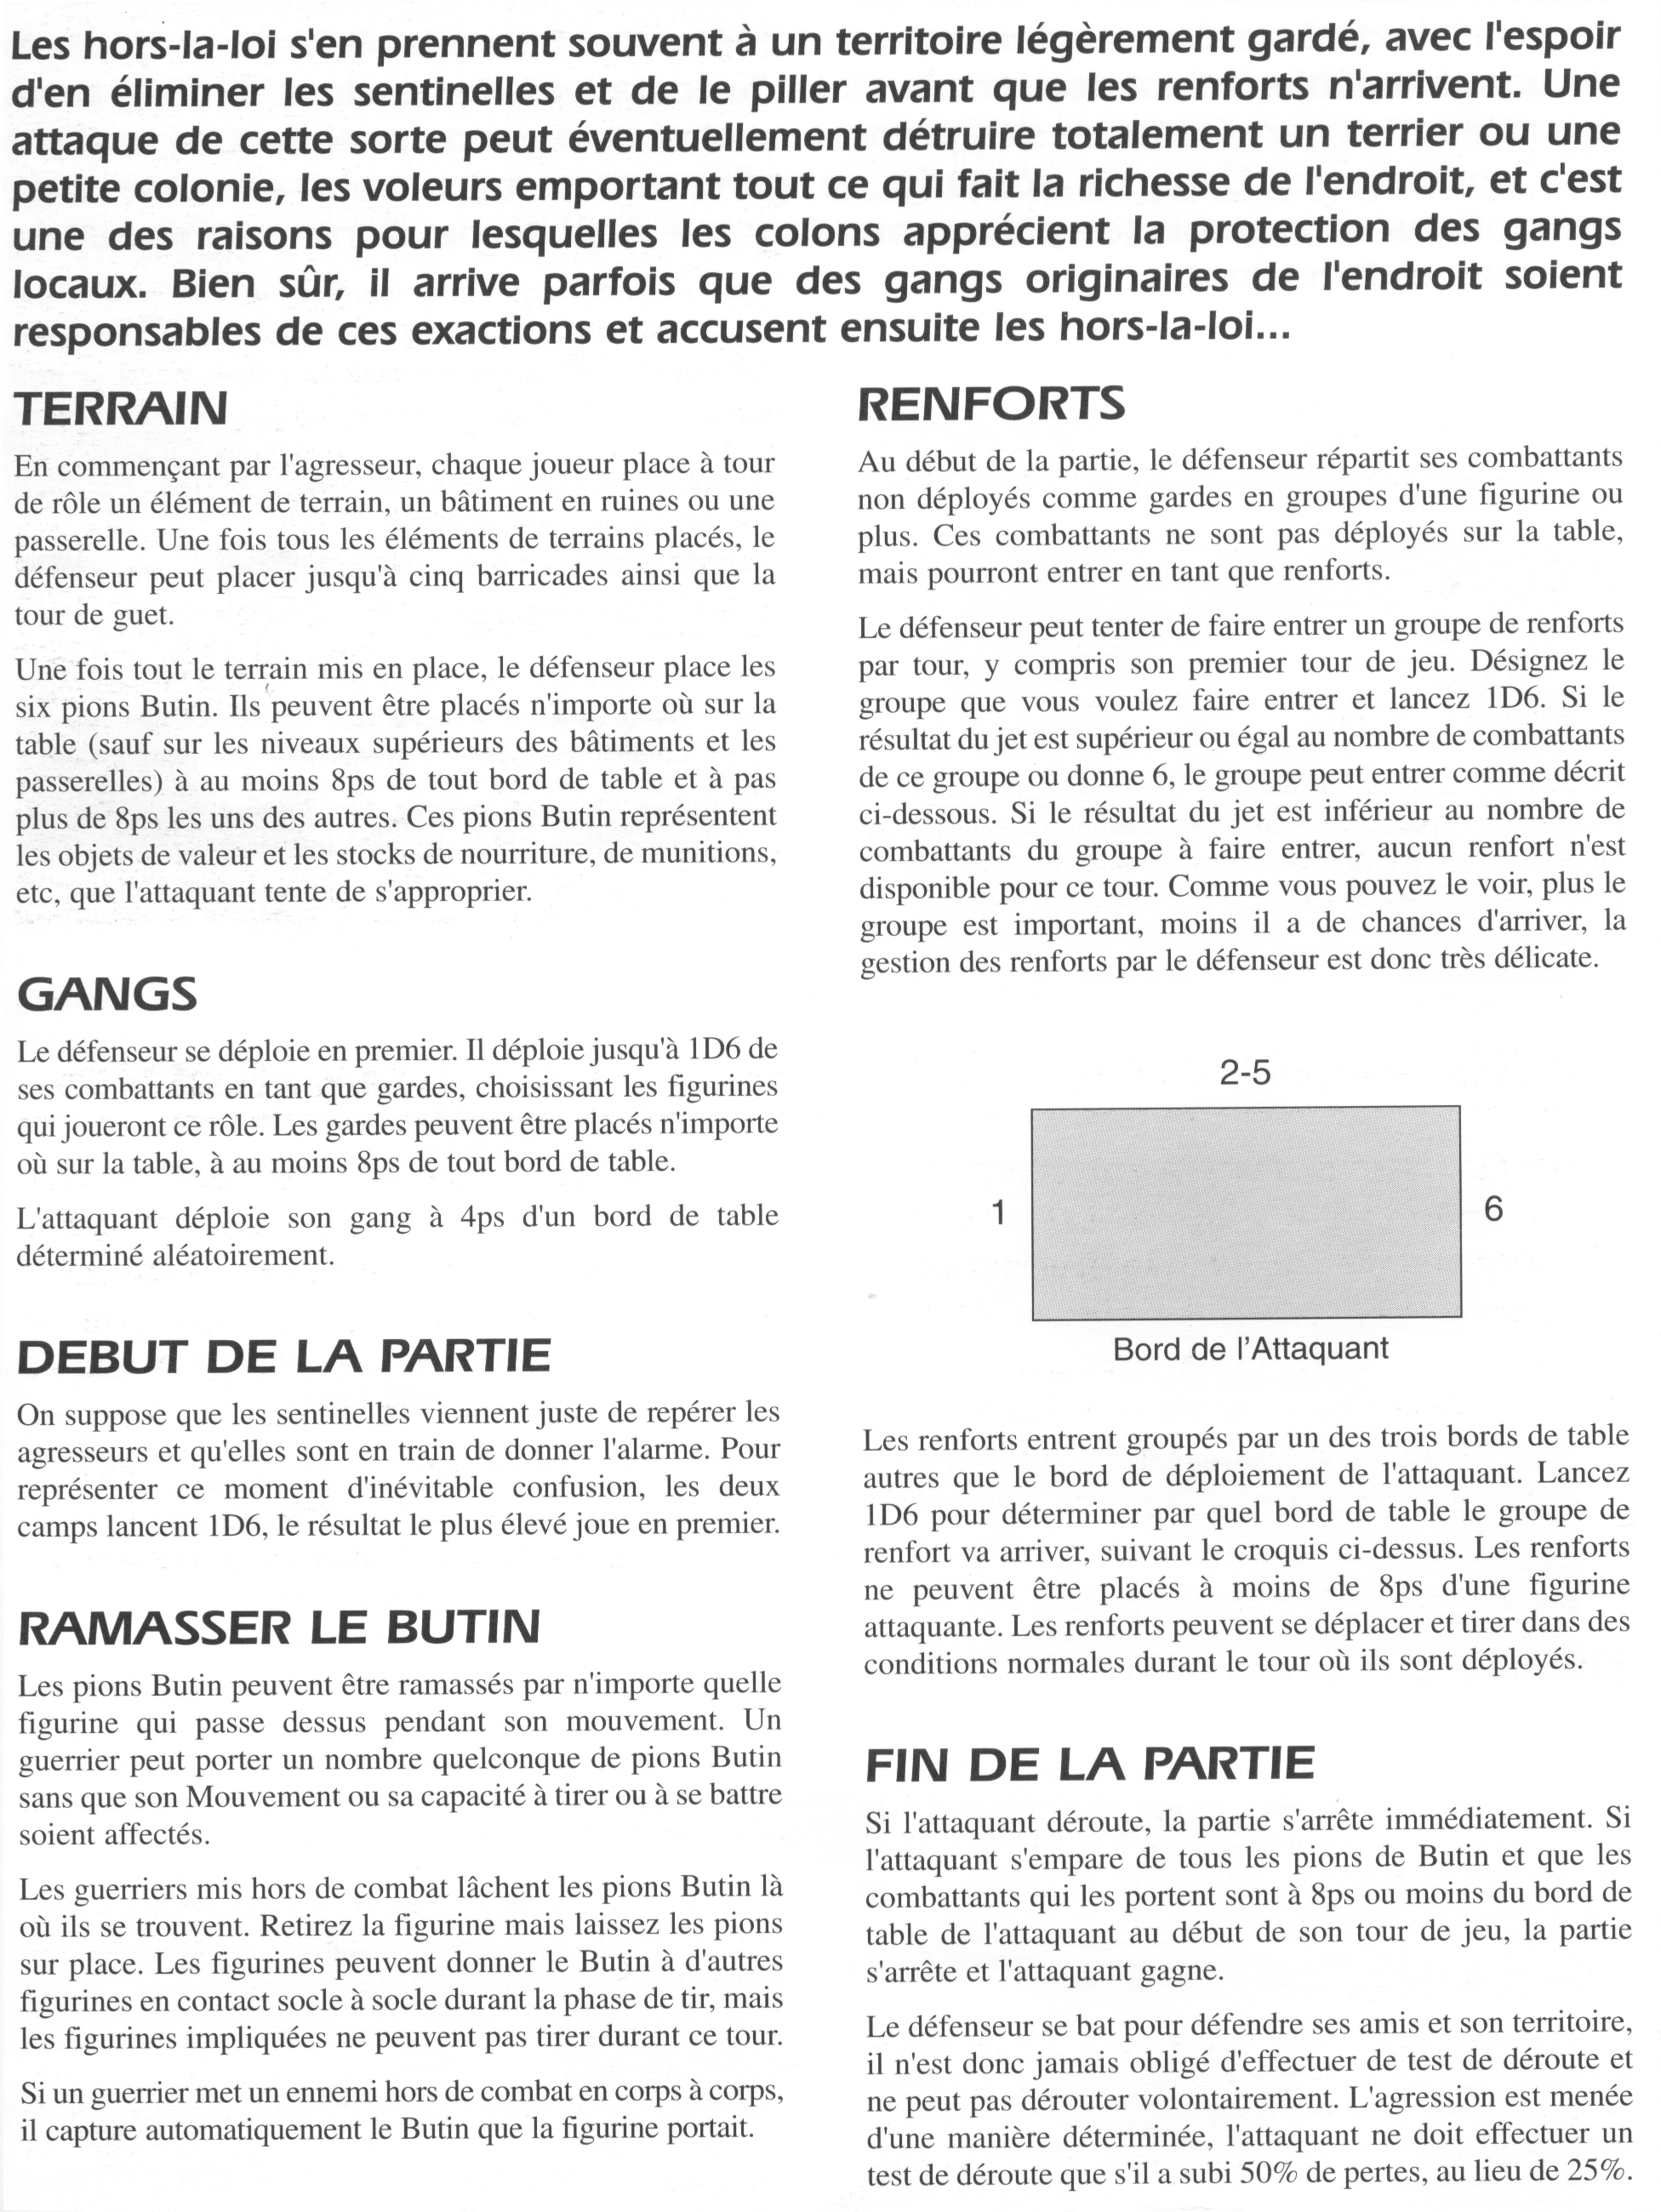 Les hors-la-loi s'en prennent souvent à un territoire légèrement gardé, avec l'espoir
d'en éliminer les sentinelles et de le piller avant que les renforts n'arrivent. Une
attaque de cette sorte peut éventuellement détruire totalement un terrier ou une
petite colonie, les voleurs emportant tout ce qui fait la richesse de l'endroit, et c'est
une des raisons pour lesquelles les colons apprécient la protection des gangs
locaux. Bien sûr, il arrive parfois que des gangs originaires de l'endroit soient
responsables de ces exactions et accusent ensuite les hors-la-loi...
TERRAIN
En commençant par l'agresseur, chaque joueur place à tour
de rôle un élément de terrain, un bâtiment en ruines ou une
passerelle. Une fois tous les éléments de terrains placés, le
défenseur peut placer jusqu'à cinq barricades ainsi que la
tour de guet.
Une fois tout le terrain mis en place, le défenseur place les
six pions Butin. Ils peuvent être placés n'importe où sur la
table (sauf sur les niveaux supérieurs des bâtiments et les
passerelles) à au moins 8ps de tout bord de table et à pas
plus de 8ps les uns des autres. Ces pions Butin représentent
les objets de valeur et les stocks de nourriture, de munitions,
etc, que l'attaquant tente de s'approprier.
GANGS
Le défenseur se déploie en premier. Il déploie jusqu'à 1D6 de
ses combattants en tant que gardes, choisissant les figurines
qui joueront ce rôle. Les gardes peuvent être placés n'importe
où sur la table, à au moins 8ps de tout bord de table.
L'attaquant déploie son gang à 4ps d'un bord de table
déterminé aléatoirement.
DEBUT DE LA PARTIE
On suppose que les sentinelles viennent juste de repérer les
agresseurs et qu'elles sont en train de donner l'alarme. Pour
représenter ce moment d'inévitable confusion, les deux
camps lancent 1D6, le résultat le plus élevé joue en premier.
RAMASSER LE BUTIN
Les pions Butin peuvent être ramassés par n'importe quelle
figurine qui passe dessus pendant son mouvement. Un
guerrier peut porter un nombre quelconque de pions Butin
sans que son Mouvement ou sa capacité à tirer ou à se battre
soient affectés.
Les guerriers mis hors de combat lâchent les pions Butin là
où ils se trouvent. Retirez la figurine mais laissez les pions
sur place. Les figurines peuvent donner le Butin à d'autres
figurines en contact socle à socle durant la phase de tir, mais
les figurines impliquées ne peuvent pas tirer durant ce tour.
Si un guerrier met un ennemi hors de combat en corps à corps,
il capture automatiquement le Butin que la figurine portait.
RENFORTS
Au début de la partie, le défenseur répartit ses combattants
non déployés comme gardes en groupes d'une figurine ou
plus. Ces combattants ne sont pas déployés sur la table,
mais pourront entrer en tant que renforts.
Le défenseur peut tenter de faire entrer un groupe de renforts
par tour, y compris son premier tour de jeu. Désignez le
groupe que vous voulez faire entrer et lancez 1D6. Si le
résultat du jet est supérieur ou égal au nombre de combattants
de ce groupe ou donne 6, le groupe peut entrer comme décrit
ci-dessous. Si le résultat du jet est inférieur au nombre de
combattants du groupe à faire entrer, aucun renfort n'est
disponible pour ce tour. Comme vous pouvez le voir, plus le
groupe est important, moins il a de chances d'arriver, la
gestion des renforts par le défenseur est donc très délicate.
2-5
1
6
Bord de l'Attaquant
Les renforts entrent groupés par un des trois bords de table
autres que le bord de déploiement de l'attaquant. Lancez
1D6 pour déterminer par quel bord de table le groupe de
renfort va arriver, suivant le croquis ci-dessus. Les renforts
ne peuvent être placés à moins de 8ps d'une figurine
attaquante. Les renforts peuvent se déplacer et tirer dans des
conditions normales durant le tour où ils sont déployés.
FIN DE LA PARTIE
Si l'attaquant déroute, la partie s'arrête immédiatement. Si
l'attaquant s'empare de tous les pions de Butin et que les
combattants qui les portent sont à 8ps ou moins du bord de
table de l'attaquant au début de son tour de jeu, la partie
s'arrête et l'attaquant gagne.
Le défenseur se bat pour défendre ses amis et son territoire,
il n'est donc jamais obligé d'effectuer de test de déroute et
ne peut pas dérouter volontairement. L'agression est menée
d'une manière déterminée, l'attaquant ne doit effectuer un
test de déroute que s'il a subi 50% de pertes, au lieu de 25%.